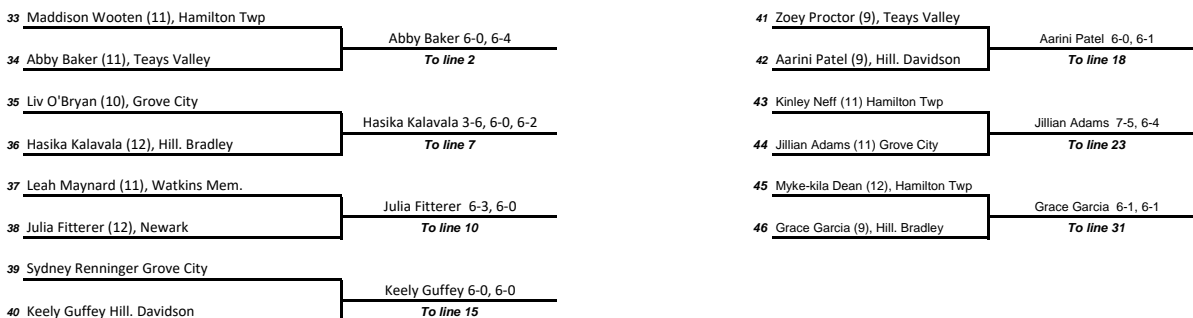 33 Maddison Wooten (11), Hamilton Twp
Abby Baker 6-0, 6-4
34 Abby Baker (11), Teays Valley
To line 2
35 Liv O'Bryan (10), Grove City
Hasika Kalavala 3-6, 6-0, 6-2
36 Hasika Kalavala (12), Hill. Bradley
To line 7
37 Leah Maynard (11), Watkins Mem.
Julia Fitterer 6-3, 6-0
38 Julia Fitterer (12), Newark
To line 10
39 Sydney Renninger Grove City
Keely Guffey 6-0, 6-0
40 Keely Guffey Hill. Davidson
To line 15
41 Zoey Proctor (9), Teays Valley
Aarini Patel 6-0, 6-1
42 Aarini Patel (9), Hill. Davidson
To line 18
43 Kinley Neff (11) Hamilton Twp
Jillian Adams 7-5, 6-4
44 Jillian Adams (11) Grove City
To line 23
45 Myke-kila Dean (12), Hamilton Twp
Grace Garcia 6-1, 6-1
46 Grace Garcia (9), Hill. Bradley
To line 31